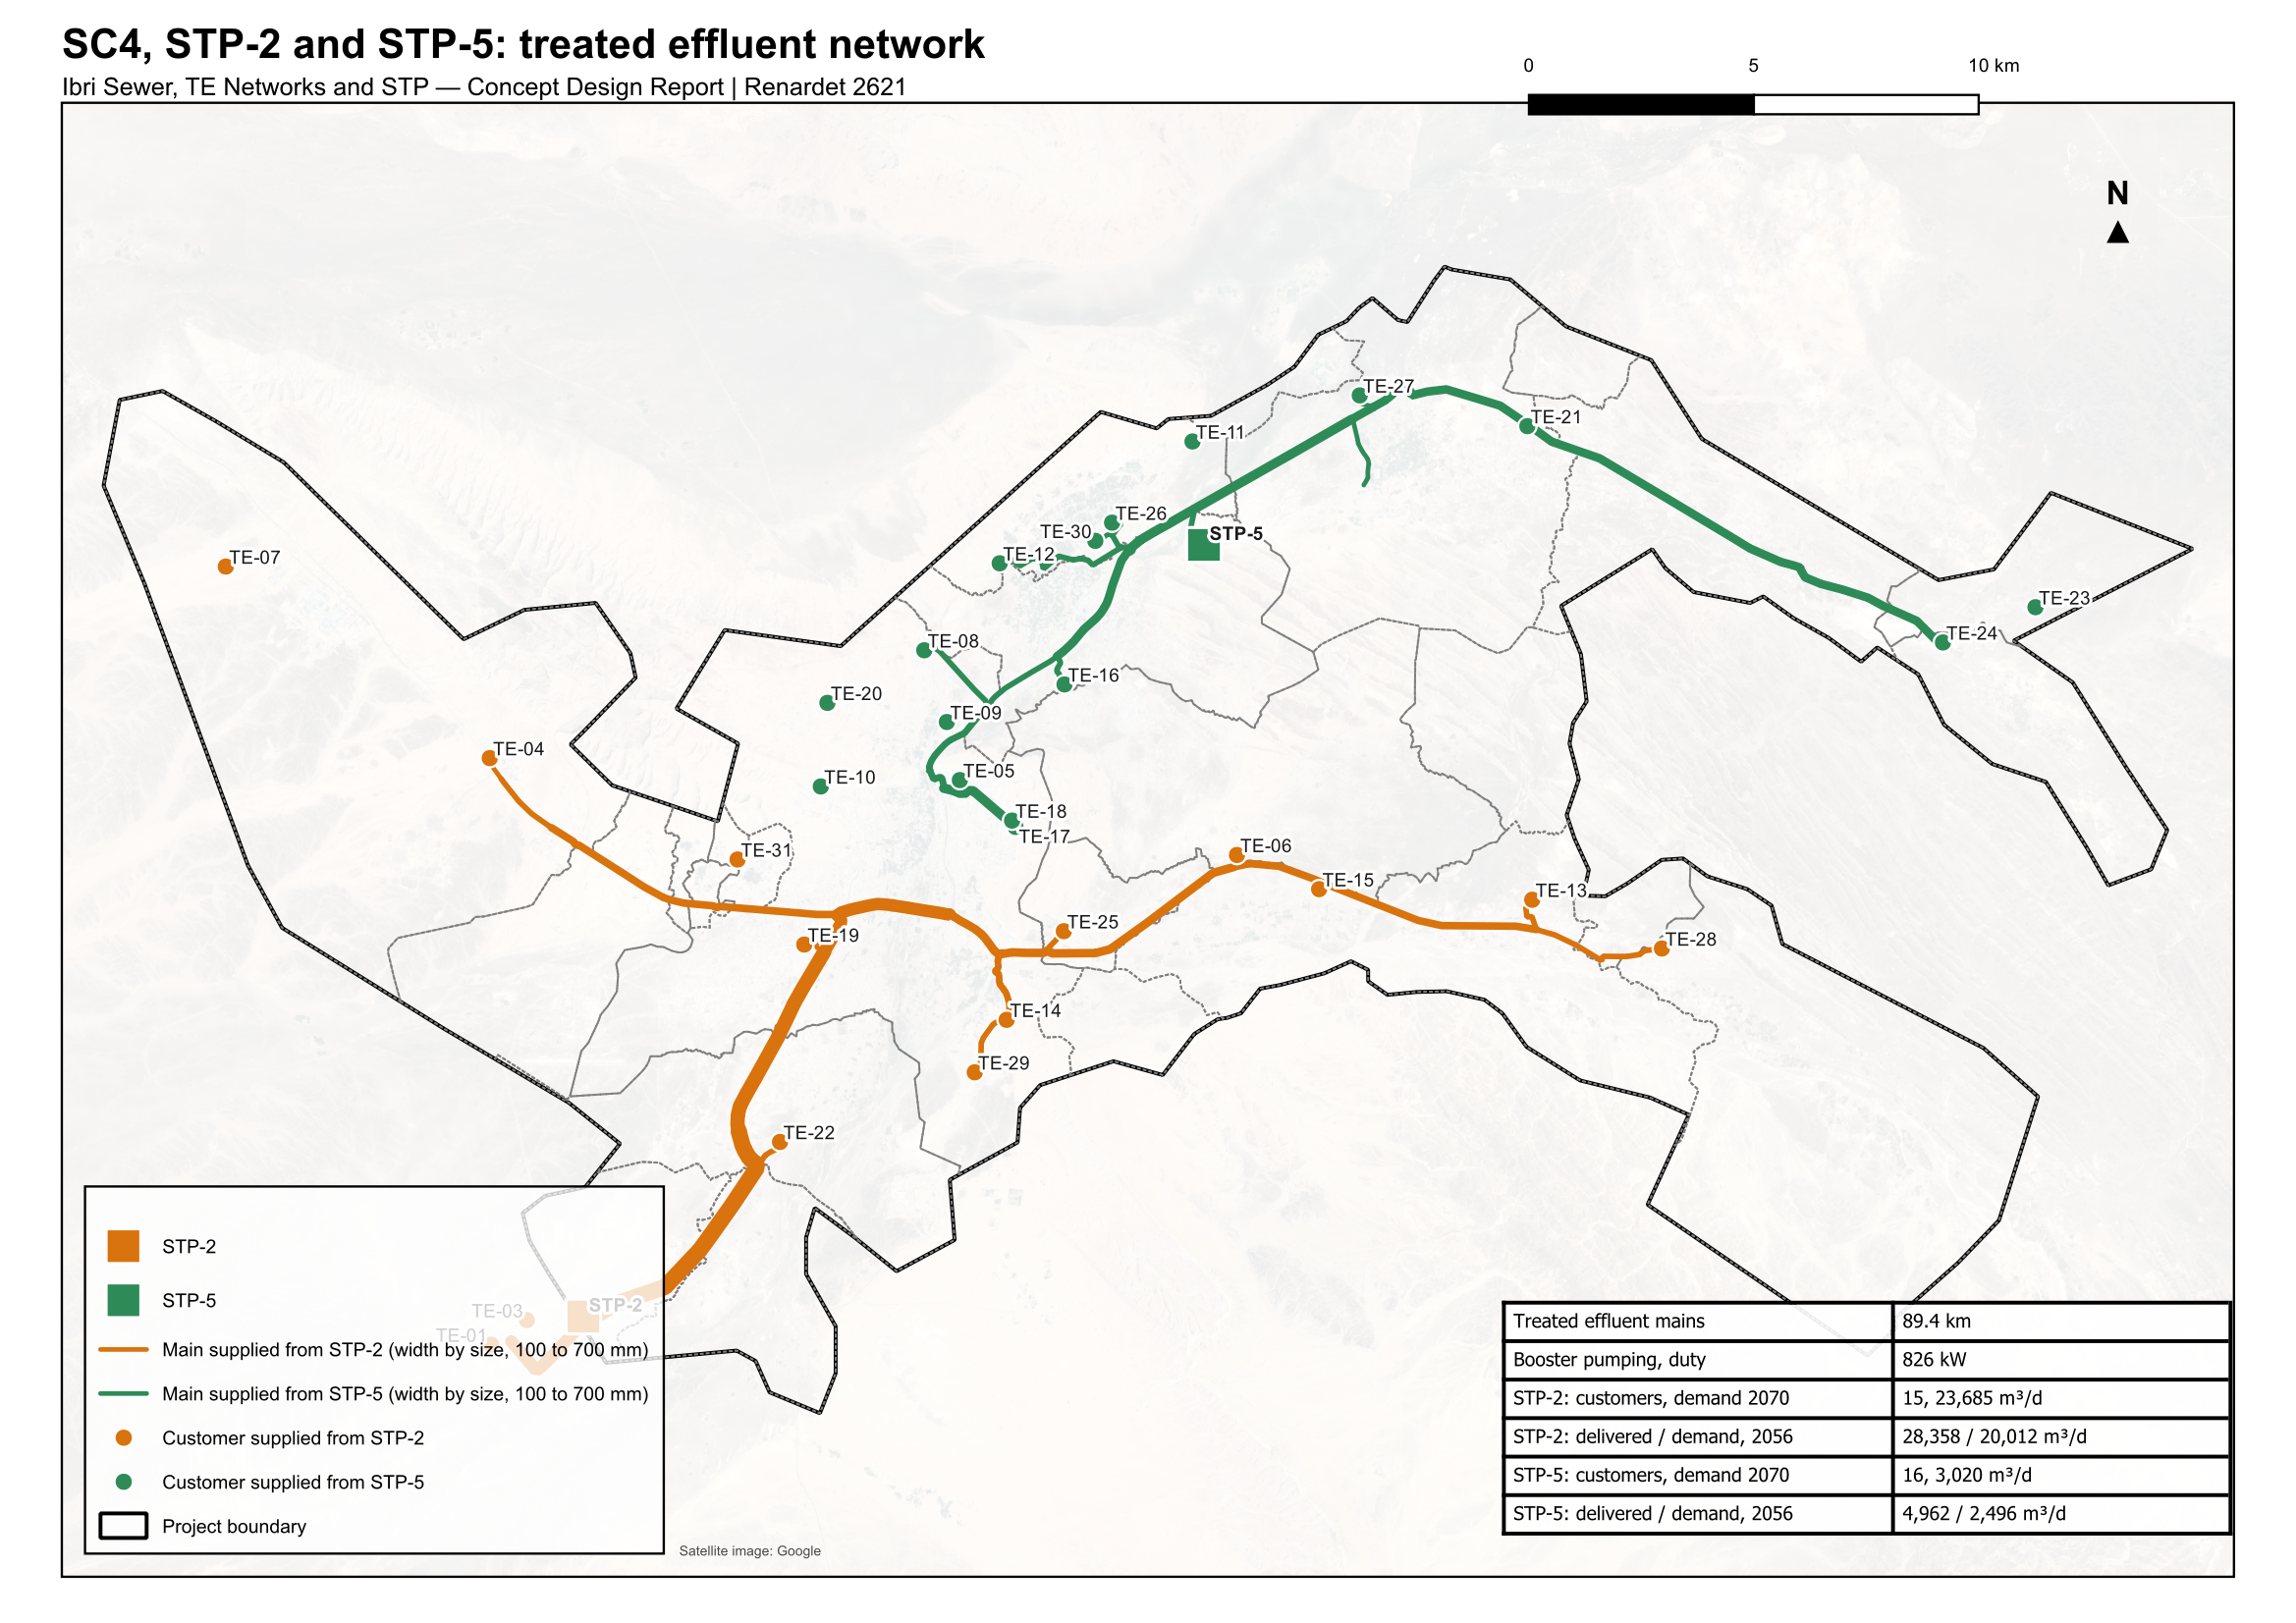 SC4, STP-2 and STP-5: treated effluent network
Ibri Sewer, TE Networks and STP — Concept Design Report | Renardet 2621
0 5 10 km
N
TE-27
TE-21
TE-11
TE-26
TE-30
STP-5
TE-12
TE-07
TE-23
TE-24
TE-08
TE-16
TE-20
TE-09
TE-04
TE-05
TE-10
TE-18
TE-17
TE-31
TE-06
TE-15
TE-13
TE-25
TE-19
TE-28
TE-14
TE-29
TE-22
STP-2
TE-03
TE-01
STP-2
STP-5
Main supplied from STP-2 (width by size, 100 to 700 mm)
Main supplied from STP-5 (width by size, 100 to 700 mm)
Customer supplied from STP-2
Customer supplied from STP-5
Project boundary
Satellite image: Google
Treated effluent mains 89.4 km
Booster pumping, duty 826 kW
STP-2: customers, demand 2070 15, 23,685 m³/d
STP-2: delivered / demand, 2056 28,358 / 20,012 m³/d
STP-5: customers, demand 2070 16, 3,020 m³/d
STP-5: delivered / demand, 2056 4,962 / 2,496 m³/d